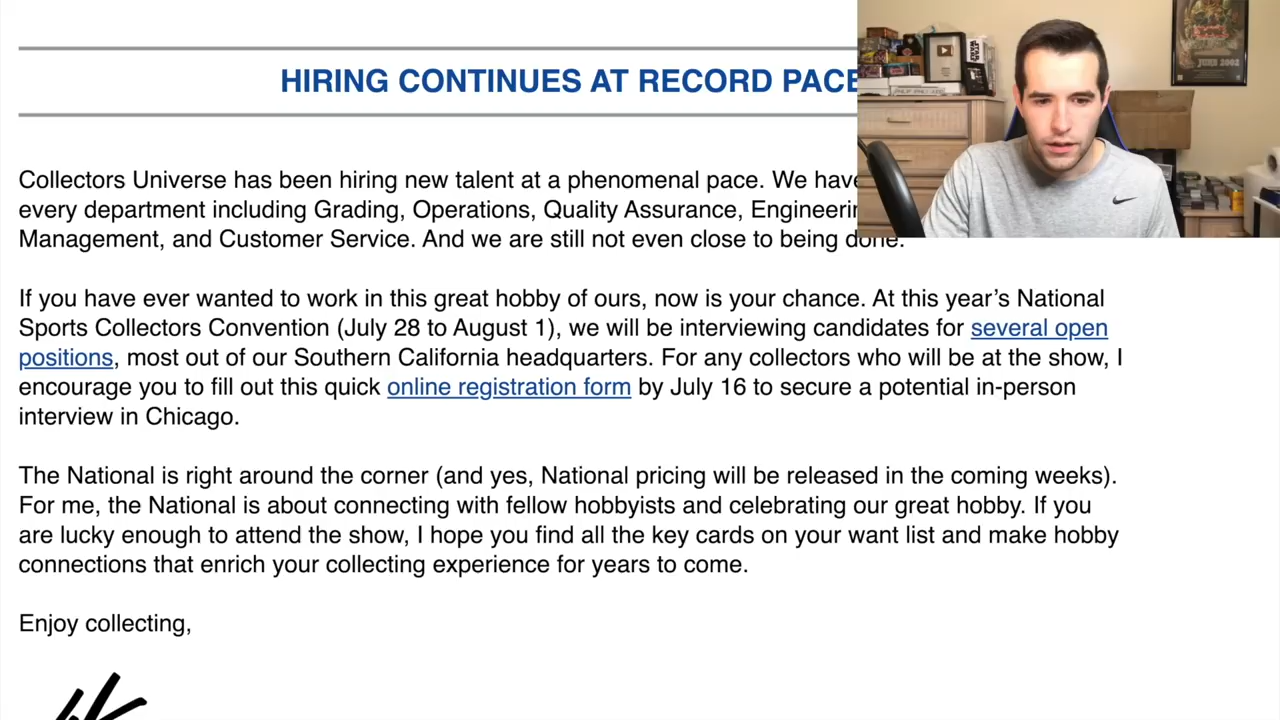 HIRING CONTINUES AT RECORD PACE
Collectors Universe has been hiring new talent at a phenomenal pace. We have
every department including Grading, Operations, Quality Assurance,
Management, and Customer Service. And we are still not even close to being done.
If you have ever wanted to work in this great hobby of ours, now is your chance. At this year’s National
Sports Collectors Convention (July 28 to August 1), we will be interviewing candidates for several open
positions, most out of our Southern California headquarters. For any collectors who will be at the show, I
encourage you to fill out this quick online registration form by July 16 to secure a potential in-person
interview in Chicago.
The National is right around the corner (and yes, National pricing will be released in the coming weeks).
For me, the National is about connecting with fellow hobbyists and celebrating our great hobby. If you
are lucky enough to attend the show, I hope you find all the key cards on your want list and make hobby
connections that enrich your collecting experience for years to come.
Enjoy collecting,
JUNE 2002